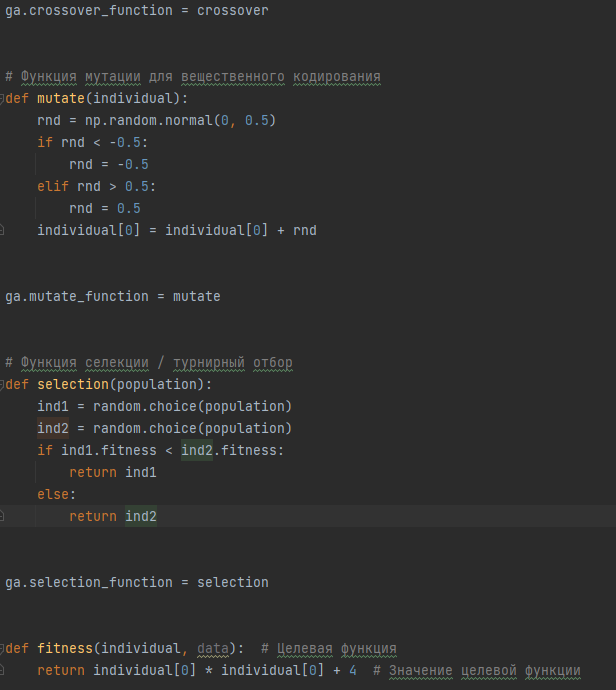 ga.crossover_function = crossover
# Функция мутации для вещественного кодирования
def mutate(individual):
    rnd = np.random.normal(0, 0.5)
    if rnd < -0.5:
        rnd = -0.5
    elif rnd > 0.5:
        rnd = 0.5
    individual[0] = individual[0] + rnd
ga.mutate_function = mutate
# Функция селекции / турнирный отбор
def selection(population):
    ind1 = random.choice(population)
    ind2 = random.choice(population)
    if ind1.fitness < ind2.fitness:
        return ind1
    else:
        return ind2
ga.selection_function = selection
def fitness(individual, data):  # Целевая функция
    return individual[0] * individual[0] + 4  # Значение целевой функции